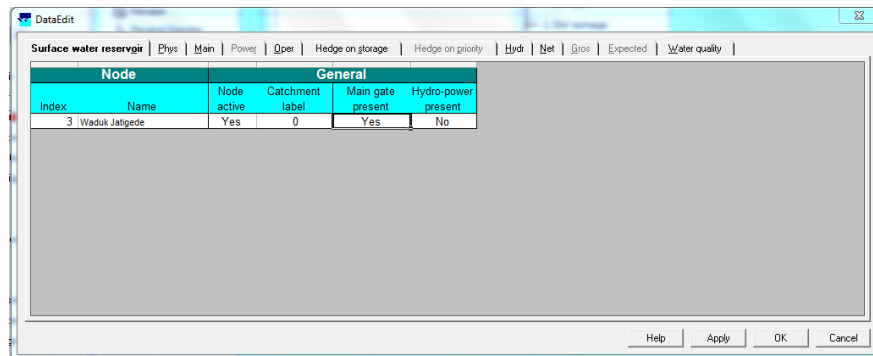 DataEdit
Surface water reservoir Phys Main Power Oper Hedge on storage Hedge on priority Hydr Net Gros Expected Water quality
Node General
Node Catchment Main gate Hydro-power
Index Name active label present present
3 Waduk Jatigede Yes 0 Yes No
Help Apply OK Cancel